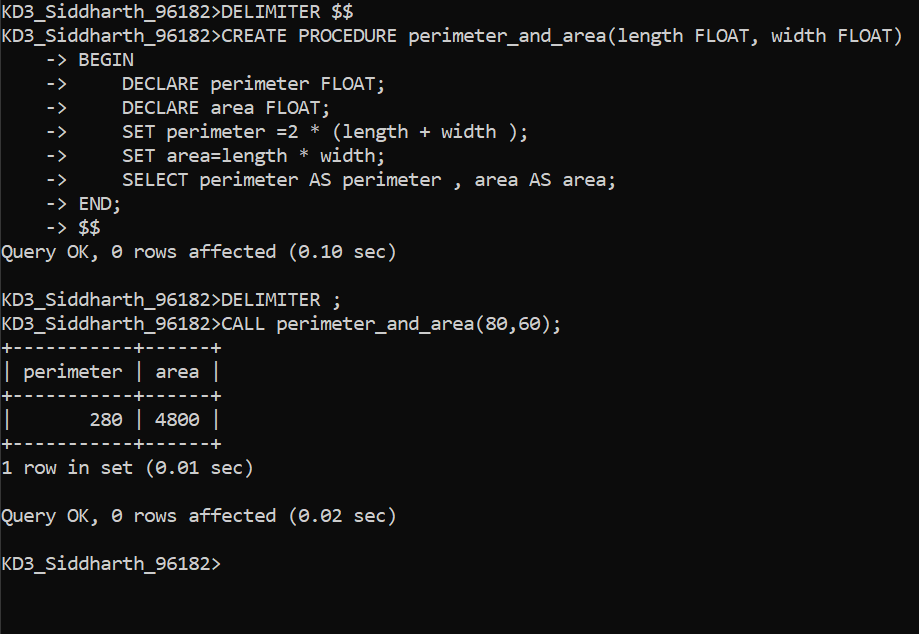 KD3_Siddharth_96182>DELIMITER $$
KD3_Siddharth_96182>CREATE PROCEDURE perimeter_and_area(length FLOAT, width FLOAT)
    -> BEGIN
    ->     DECLARE perimeter FLOAT;
    ->     DECLARE area FLOAT;
    ->     SET perimeter =2 * (length + width );
    ->     SET area=length * width;
    ->     SELECT perimeter AS perimeter , area AS area;
    -> END;
    -> $$
Query OK, 0 rows affected (0.10 sec)

KD3_Siddharth_96182>DELIMITER ;
KD3_Siddharth_96182>CALL perimeter_and_area(80,60);
+-----------+------+
| perimeter | area |
+-----------+------+
|       280 | 4800 |
+-----------+------+
1 row in set (0.01 sec)

Query OK, 0 rows affected (0.02 sec)

KD3_Siddharth_96182>